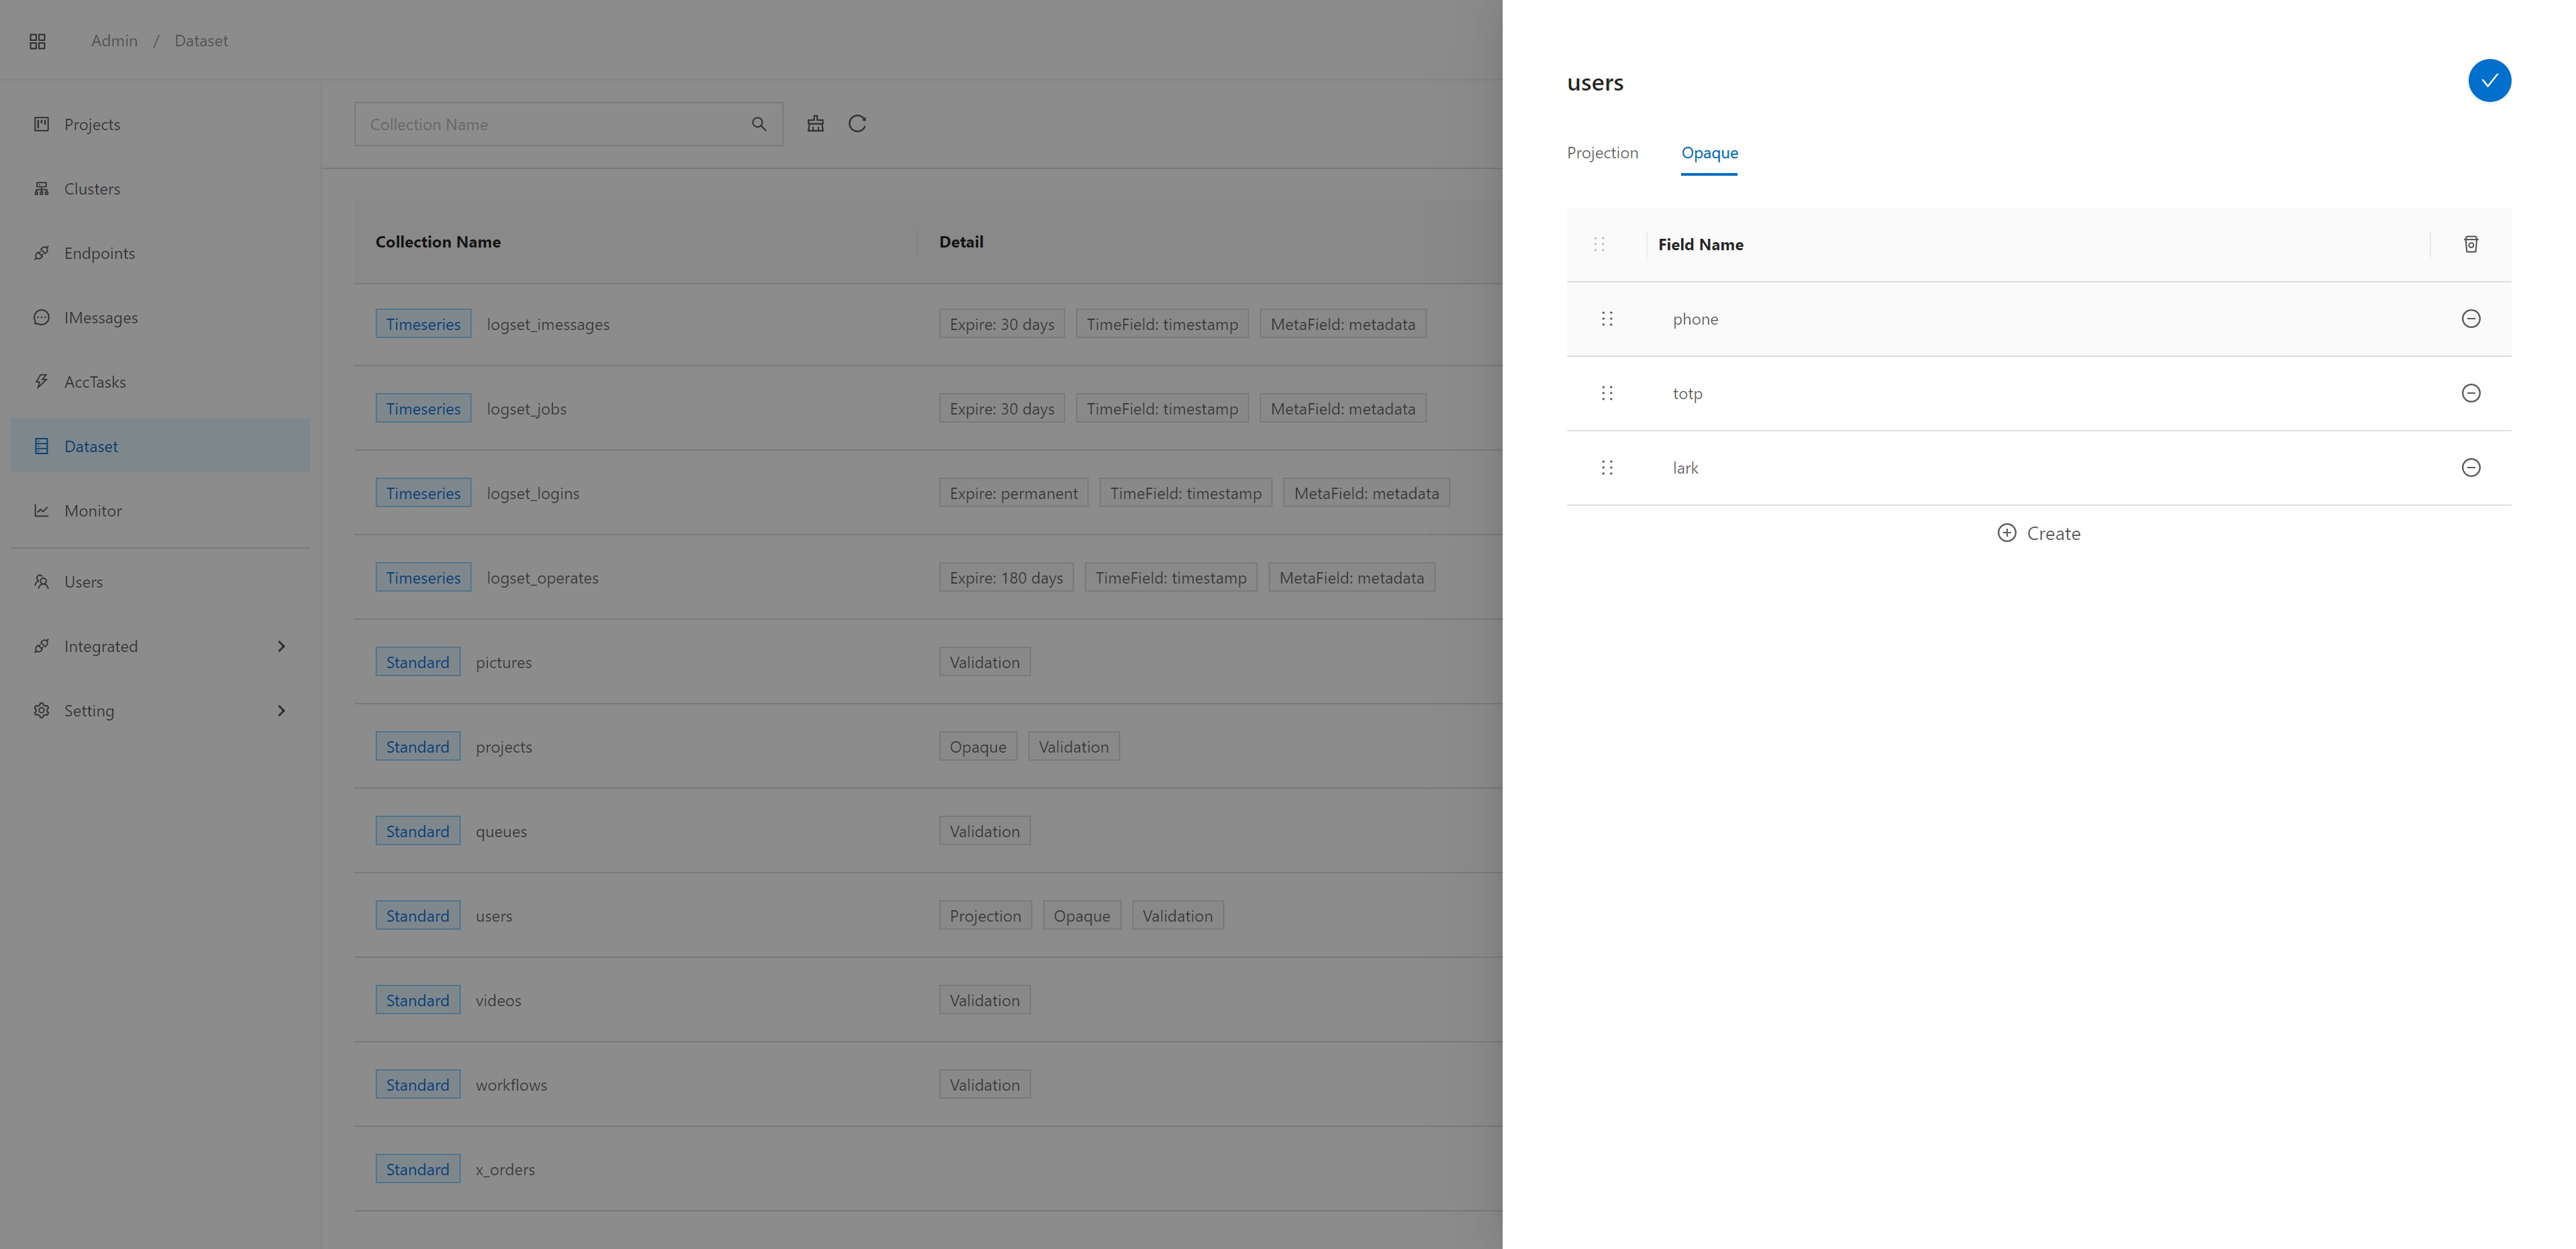 Admin / Dataset
Projects
Clusters
Endpoints
IMessages
AccTasks
Dataset
Monitor
Users
Integrated
Setting
Collection Name
Collection Name Detail
Timeseries logset_imessages Expire: 30 days TimeField: timestamp MetaField: metadata
Timeseries logset_jobs Expire: 30 days TimeField: timestamp MetaField: metadata
Timeseries logset_logins Expire: permanent TimeField: timestamp MetaField: metadata
Timeseries logset_operates Expire: 180 days TimeField: timestamp MetaField: metadata
Standard pictures Validation
Standard projects Opaque Validation
Standard queues Validation
Standard users Projection Opaque Validation
Standard videos Validation
Standard workflows Validation
Standard x_orders
users
Projection Opaque
Field Name
phone
totp
lark
Create